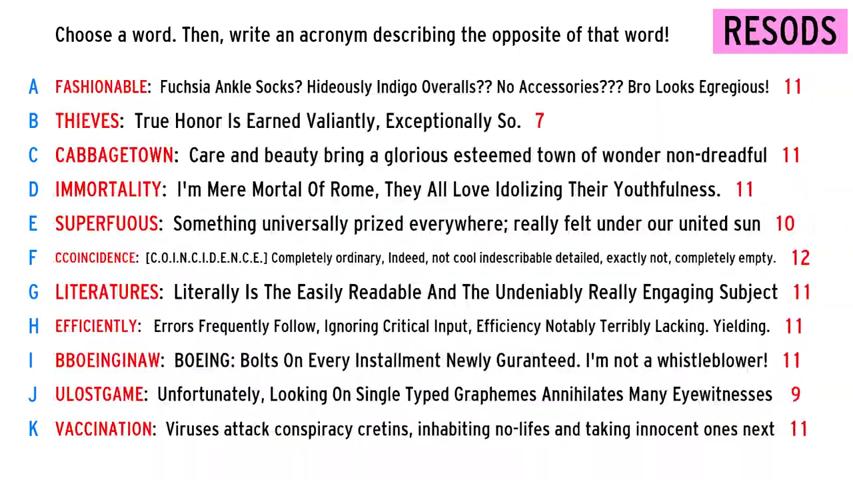 Choose a word. Then, write an acronym describing the opposite of that word!
RESODS
A FASHIONABLE: Fuchsia Ankle Socks? Hideously Indigo Overalls?? No Accessories??? Bro Looks Egregious! 11
B THIEVES: True Honor Is Earned Valiantly, Exceptionally So. 7
C CABBAGETOWN: Care and beauty bring a glorious esteemed town of wonder non-dreadful 11
D IMMORTALITY: I'm Mere Mortal Of Rome, They All Love Idolizing Their Youthfulness. 11
E SUPERFUOUS: Something universally prized everywhere; really felt under our united sun 10
F CCOINCIDENCE: [C.O.I.N.C.I.D.E.N.C.E.] Completely ordinary, Indeed, not cool indescribable detailed, exactly not, completely empty. 12
G LITERATURES: Literally Is The Easily Readable And The Undeniably Really Engaging Subject 11
H EFFICIENTLY: Errors Frequently Follow, Ignoring Critical Input, Efficiency Notably Terribly Lacking. Yielding. 11
I BBOEINGINAW: BOEING: Bolts On Every Installment Newly Guranteed. I'm not a whistleblower! 11
J ULOSTGAME: Unfortunately, Looking On Single Typed Graphemes Annihilates Many Eyewitnesses 9
K VACCINATION: Viruses attack conspiracy cretins, inhabiting no-lifes and taking innocent ones next 11